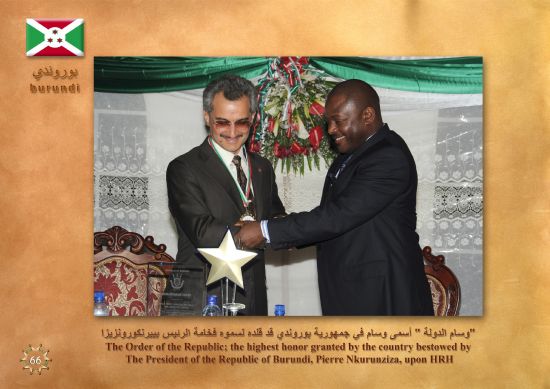 بوروندي
burundi
"وسام الدولة " أسمى وسام في جمهورية بوروندي قد قلده لسموه فخامة الرئيس بييرنكورونزيزا
The Order of the Republic; the highest honor granted by the country bestowed by
The President of the Republic of Burundi, Pierre Nkurunziza, upon HRH
66